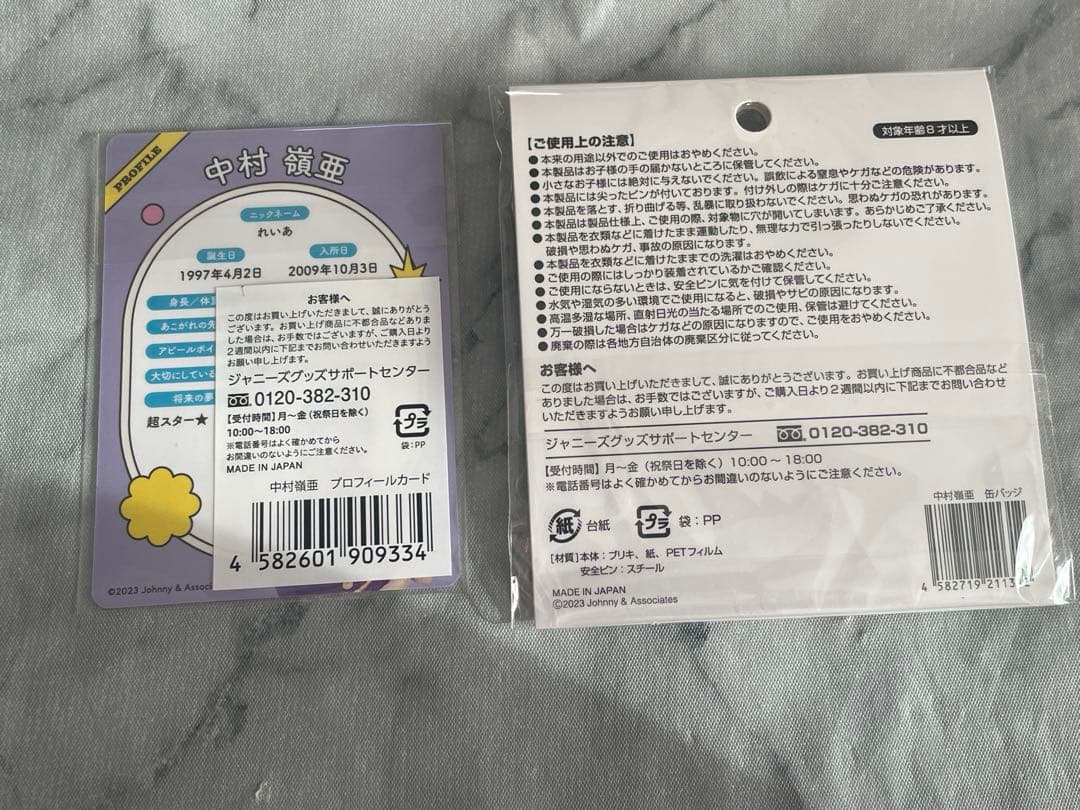 PROFILE
中村 嶺亜
ニックネーム
れいあ
誕生日
1997年4月2日
入所日
2009年10月3日
身長／体
あこがれの先
アピールポイ
大切にしている
将来の夢
超スター★
©2023 Johnny & Associ
お客様へ
この度はお買い上げいただきまして、誠にありがとう
ございます。お買い上げ商品に不都合品などありま
した場合は、お手数ではございますが、ご購入日より
２週間以内に下記までお問い合わせいただきますよう
お願い申し上げます。
ジャニーズグッズサポートセンター
0120-382-310
【受付時間】月～金（祝祭日を除く）
10:00～18:00
※電話番号はよく確かめてから
お間違いのないようにご注意ください。
MADE IN JAPAN
プラ
袋：PP
中村嶺亜 プロフィールカード
4 582601 909334
【ご使用上の注意】
対象年齢８才以上
●本来の用途以外でのご使用はおやめください。
●本製品はお子様の手の届かないところに保管してください。
●小さなお子様には絶対に与えないでください。誤飲による窒息やケガなどの危険があります。
●本製品には尖ったピンが付いております。付け外しの際はケガに十分ご注意ください。
●本製品を落とす、折り曲げる等、乱暴に取り扱わないでください。思わぬケガの恐れがあります。
●本製品は製品仕様上、ご使用の際、対象物に穴が開いてしまいます。あらかじめご了承ください。
●本製品を衣類などに着けたまま運動したり、無理な力で引っ張ったりしないでください。
破損や思わぬケガ、事故の原因になります。
●本製品を衣類などに着けたままでの洗濯はおやめください。
●ご使用の際にはしっかり装着されているかご確認ください。
●ご使用にならないときは、安全ピンに気を付けて保管してください。
●水気や湿気の多い環境でご使用になると、破損やサビの原因になります。
●高温多湿な場所、直射日光の当たる場所でのご使用、保管は避けてください。
●万一破損した場合はケガなどの原因になりますので、ご使用をおやめください。
●廃棄の際は各地方自治体の廃棄区分に従ってください。
お客様へ
この度はお買い上げいただきまして、誠にありがとうございます。お買い上げ商品に不都合品など
ありました場合は、お手数ではございますが、ご購入日より２週間以内に下記までお問い合わせ
いただきますようお願い申し上げます。
ジャニーズグッズサポートセンター 0120-382-310
【受付時間】月～金（祝祭日を除く）10:00～18:00
※電話番号はよく確かめてからお間違いのないようにご注意ください。
紙 台紙 プラ 袋：PP
【材質】本体：ブリキ、紙、PETフィルム
安全ピン：スチール
MADE IN JAPAN
©2023 Johnny & Associates
中村嶺亜 缶バッジ
4 582719 211